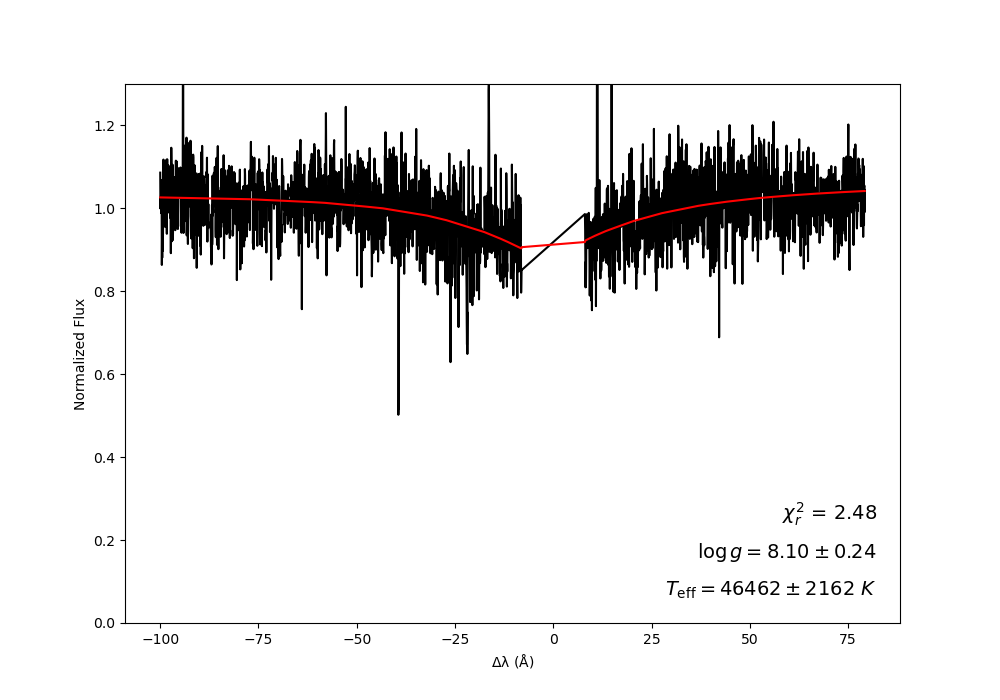 1.2
1.0
0.8
0.6
0.4
0.2
0.0
Normalized Flux
χ²ᵣ = 2.48
log g = 8.10 ± 0.24
T_eff = 46462 ± 2162 K
−100 −75 −50 −25 0 25 50 75
Δλ (Å)